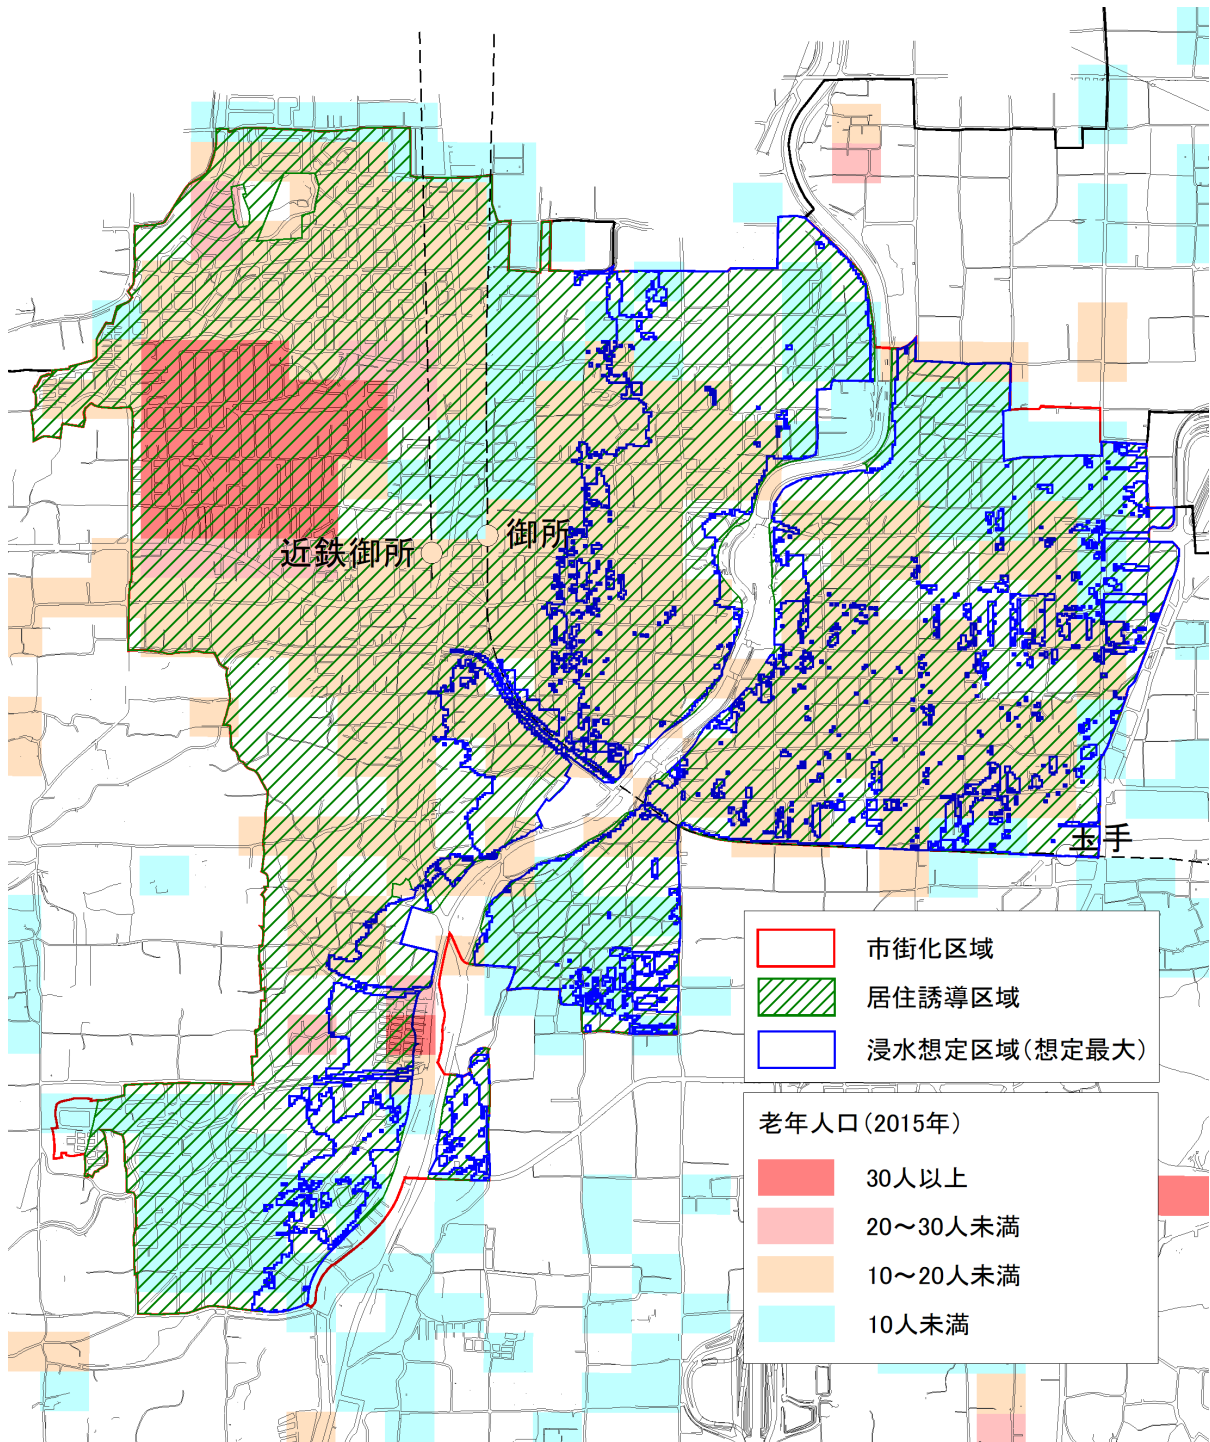 御所
近鉄御所
玉手
市街化区域
居住誘導区域
浸水想定区域(想定最大)
老年人口(2015年)
30人以上
20～30人未満
10～20人未満
10人未満